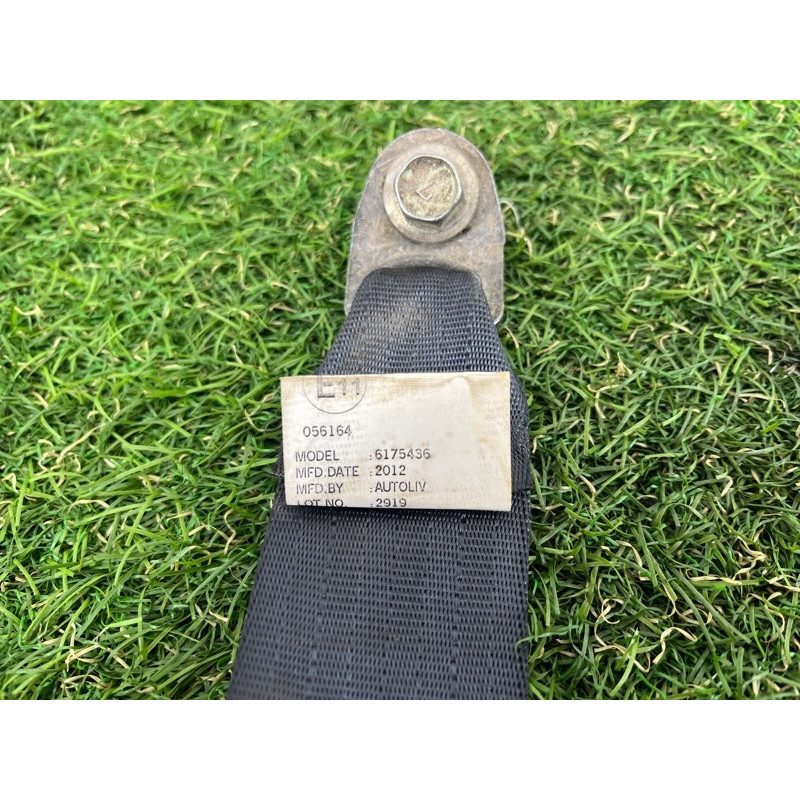 E11
056164
MODEL :6175436
MFD.DATE :2012
MFD.BY :AUTOLIV
LOT NO :2919